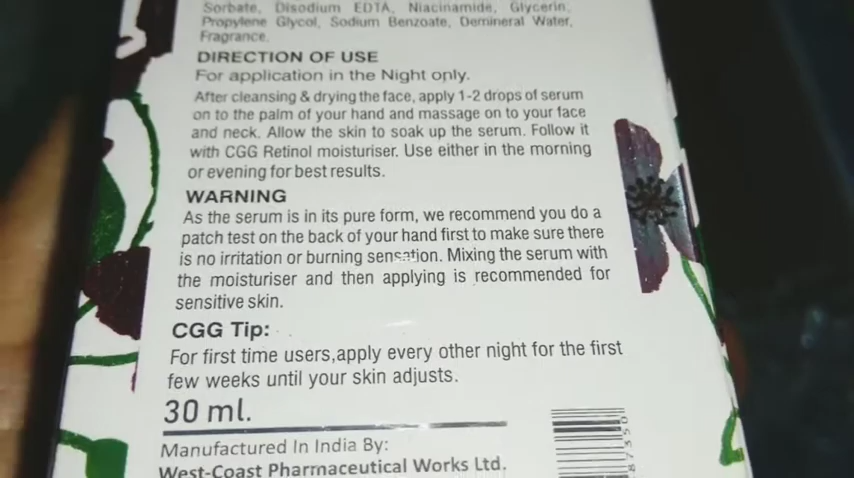 Sorbate, Disodium EDTA, Niacinamide, Glycerin,
Propylene Glycol, Sodium Benzoate, Demineral Water,
Fragrance.
DIRECTION OF USE
For application in the Night only.
After cleansing & drying the face, apply 1-2 drops of serum
on to the palm of your hand and massage on to your face
and neck. Allow the skin to soak up the serum. Follow it
with CGG Retinol moisturiser. Use either in the morning
or evening for best results.
WARNING
As the serum is in its pure form, we recommend you do a
patch test on the back of your hand first to make sure there
is no irritation or burning sensation. Mixing the serum with
the moisturiser and then applying is recommended for
sensitive skin.
CGG Tip:
For first time users,apply every other night for the first
few weeks until your skin adjusts.
30 ml.
Manufactured In India By:
West-Coast Pharmaceutical Works Ltd.
87350